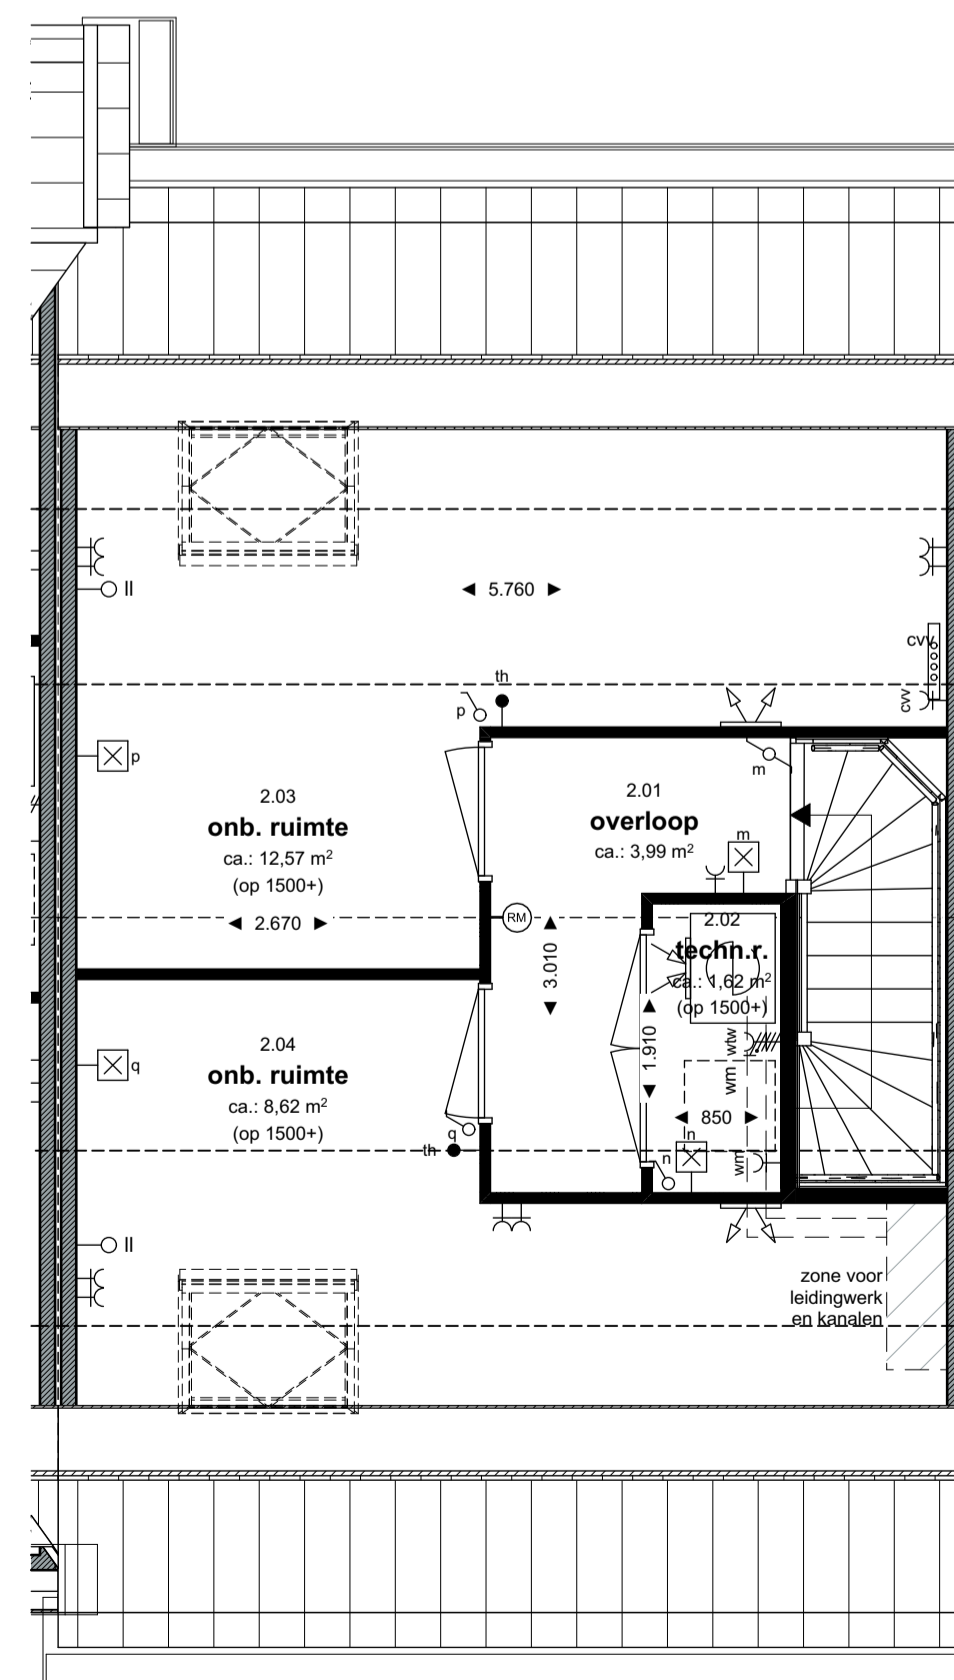 II
5.760
cvv
cvv
th
p
p
m
2.03
onb. ruimte
ca.: 12,57 m²
(op 1500+)
2.670
2.01
overloop
ca.: 3,99 m²
m
RM
3.010
2.02
techn.r.
ca.: 1,62 m²
(op 1500+)
1.910
wtw
wm
850
n
n
wm
2.04
onb. ruimte
ca.: 8,62 m²
(op 1500+)
q
q
th
II
zone voor
leidingwerk
en kanalen